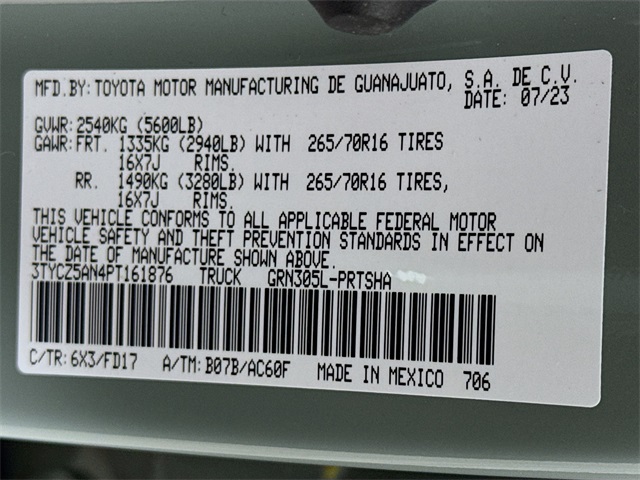 MFD.BY: TOYOTA MOTOR MANUFACTURING DE GUANAJUATO, S.A. DE C.V.
DATE: 07/23
GVWR: 2540KG (5600LB)
GAWR: FRT. 1335KG (2940LB) WITH 265/70R16 TIRES
16X7J RIMS.
RR. 1490KG (3280LB) WITH 265/70R16 TIRES,
16X7J RIMS.
THIS VEHICLE CONFORMS TO ALL APPLICABLE FEDERAL MOTOR
VEHICLE SAFETY AND THEFT PREVENTION STANDARDS IN EFFECT ON
THE DATE OF MANUFACTURE SHOWN ABOVE.
3TYCZ5AN4PT161876 TRUCK GRN305L-PRTSHA
C/TR: 6X3/FD17 A/TM: B07B/AC60F MADE IN MEXICO 706